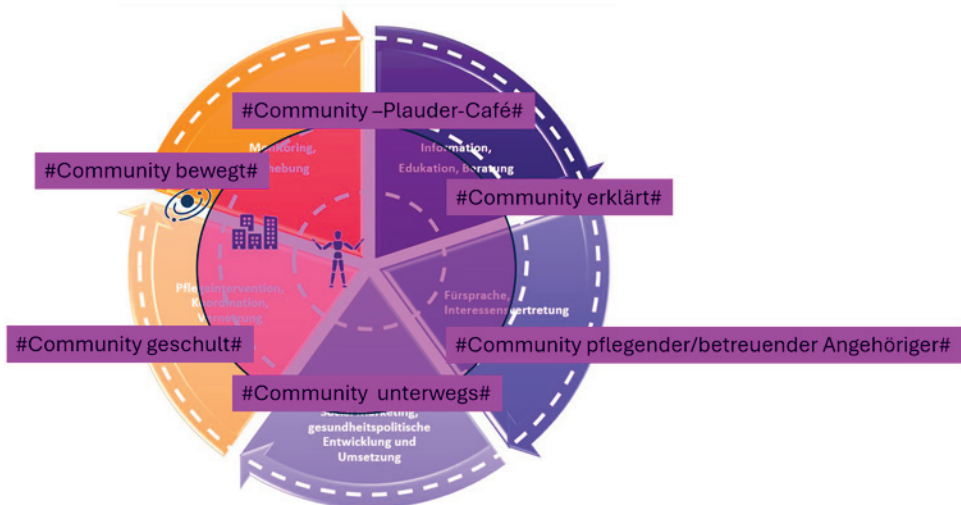 #Community –Plauder-Café#
Information,
Edukation, Beratung
#Community bewegt#
#Community erklärt#
Fürsprache,
Interessensvertretung
#Community geschult#
#Community pflegender/betreuender Angehöriger#
#Community unterwegs#
gesundheitspolitische
Entwicklung und
Umsetzung